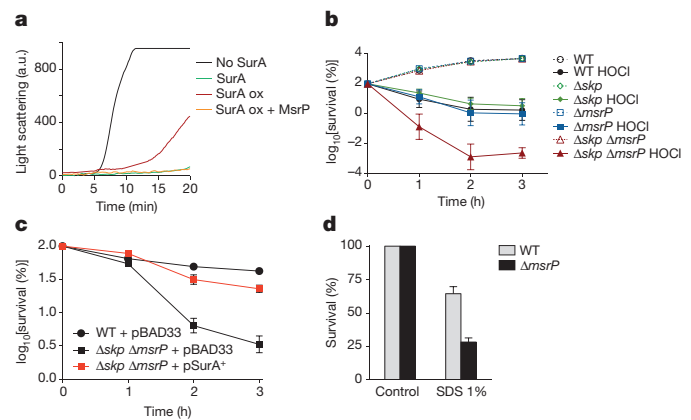 a
Light scattering (a.u.)
800
400
0
0 5 10 15 20
Time (min)
No SurA
SurA
SurA ox
SurA ox + MsrP
b
log₁₀[survival (%)]
4
2
0
−2
−4
0 1 2 3
Time (h)
WT
WT HOCl
Δskp
Δskp HOCl
ΔmsrP
ΔmsrP HOCl
Δskp ΔmsrP
Δskp ΔmsrP HOCl
c
log₁₀[survival (%)]
2.0
1.5
1.0
0.5
0
0 1 2 3
Time (h)
WT + pBAD33
Δskp ΔmsrP + pBAD33
Δskp ΔmsrP + pSurA⁺
d
Survival (%)
100
75
50
25
0
Control SDS 1%
WT
ΔmsrP